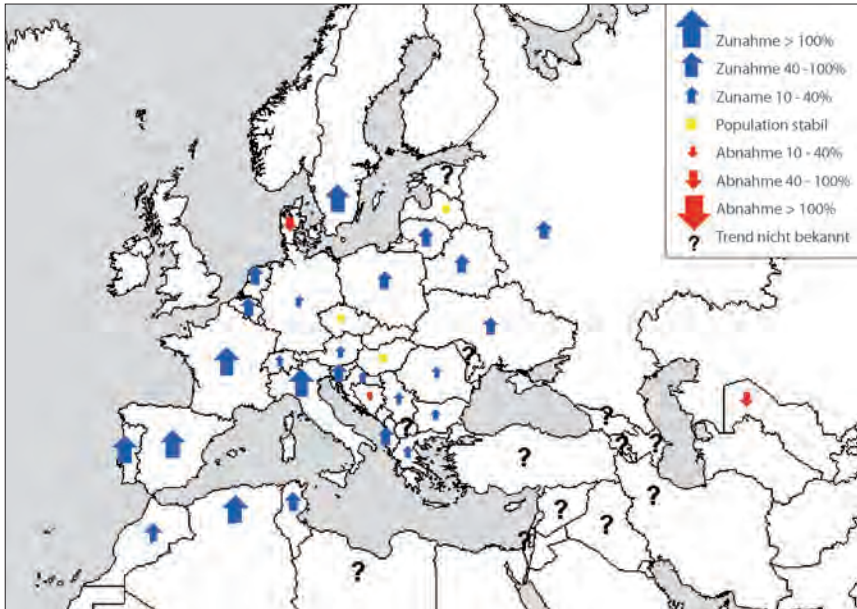 Zunahme > 100%
Zunahme 40 -100%
Zuname 10 - 40%
Population stabil
Abnahme 10 - 40%
Abnahme 40 - 100%
Abnahme > 100%
? Trend nicht bekannt
?
?
?
?
?
?
?
?
?
?
?
?